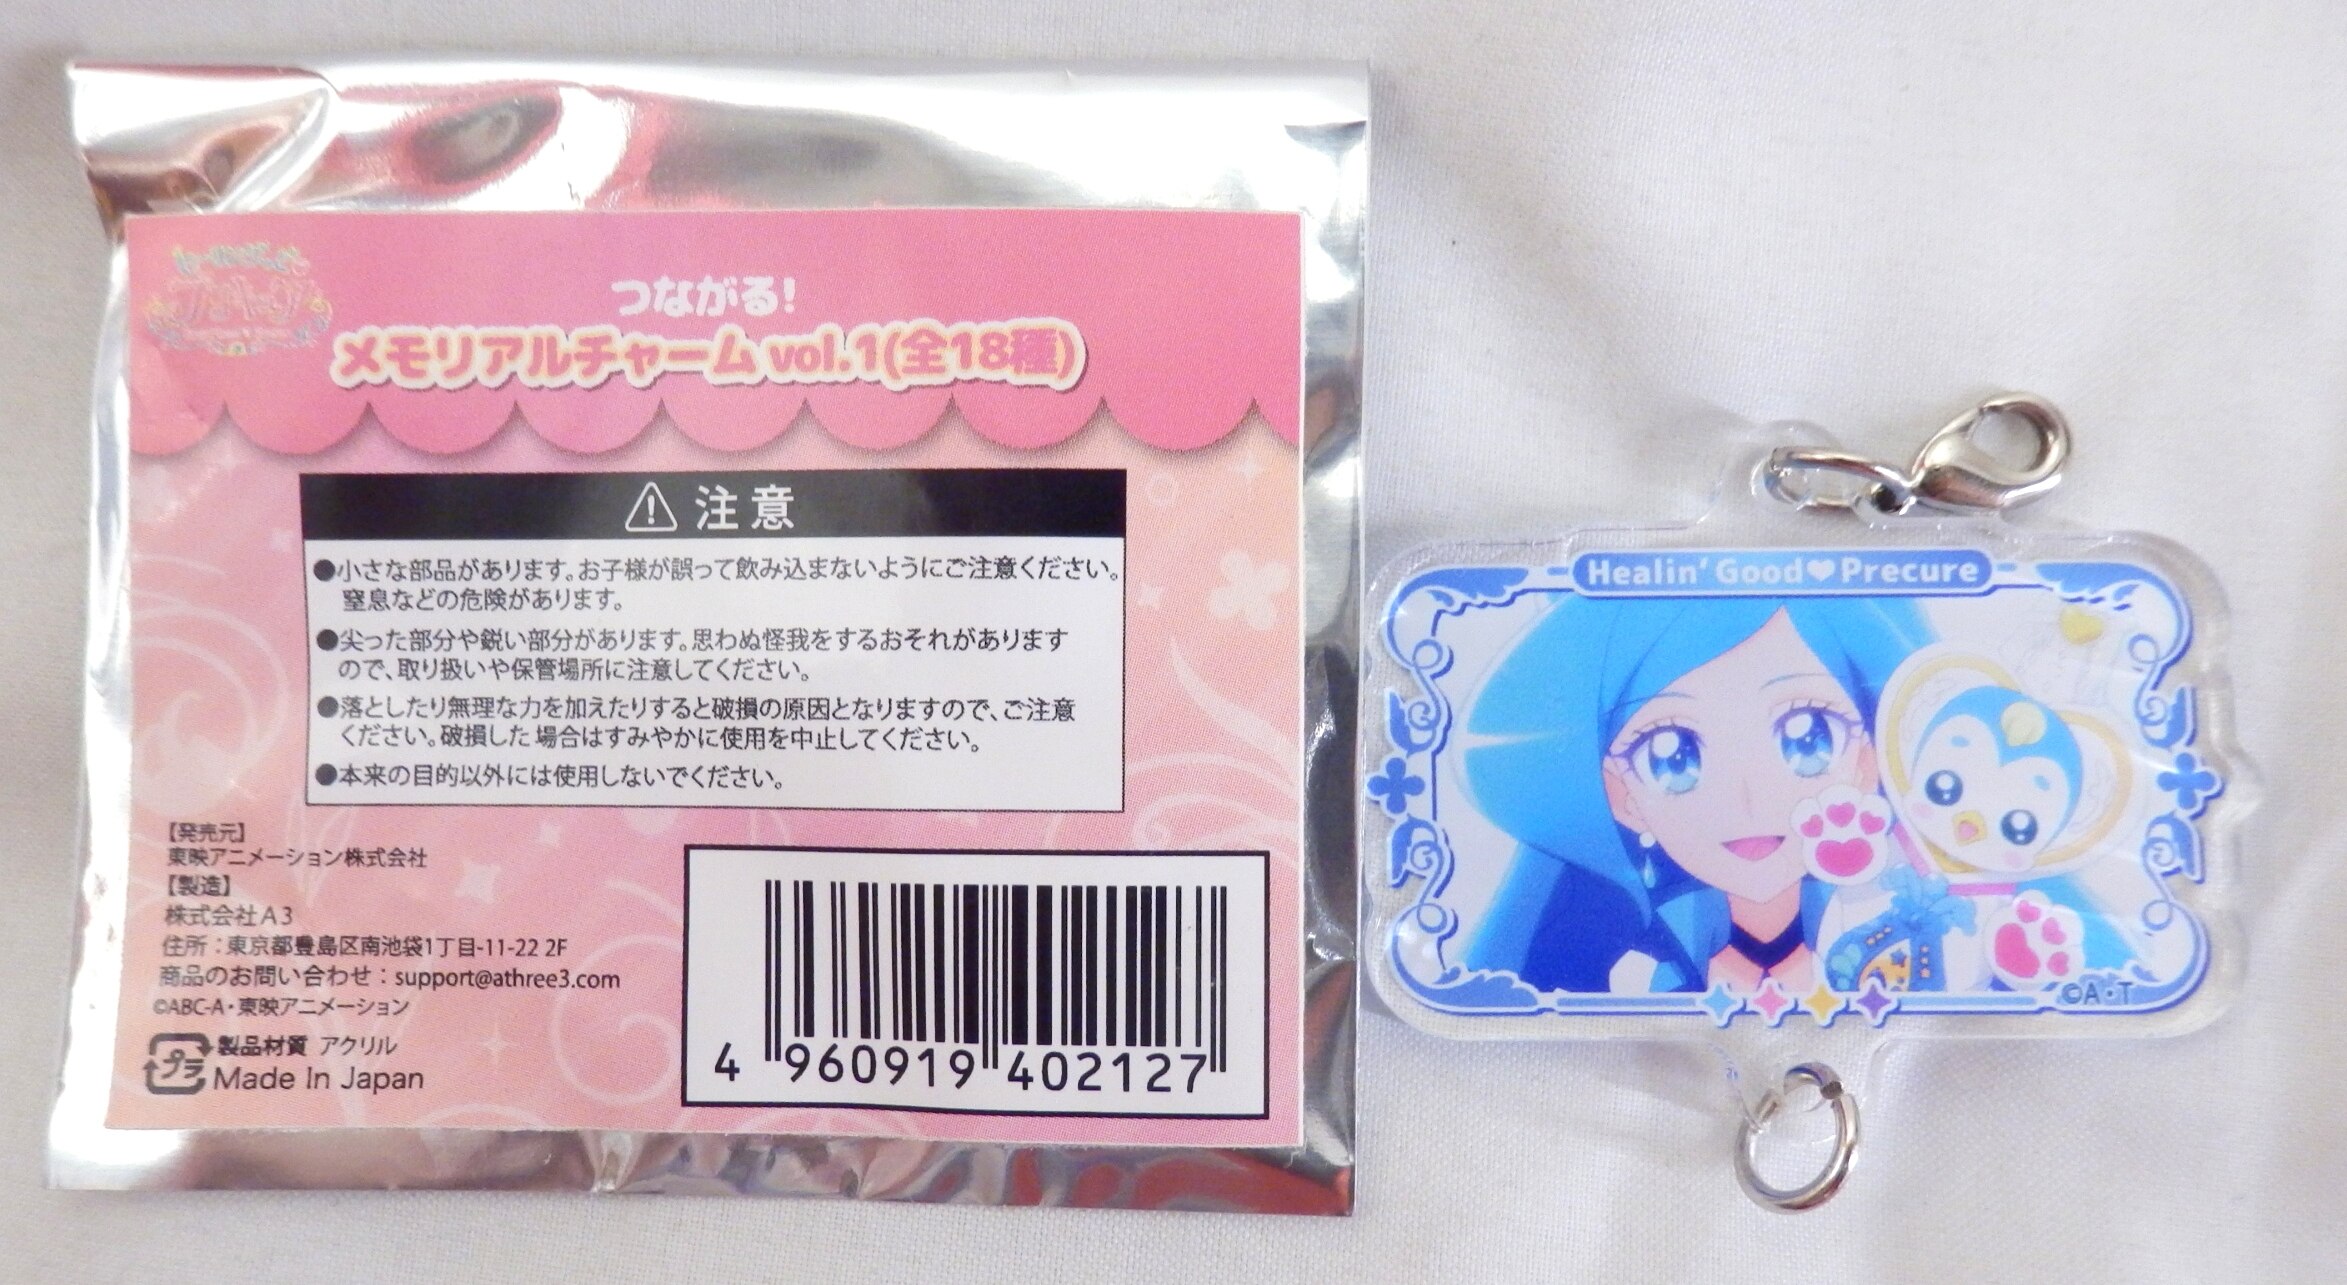 つながる!
メモリアルチャーム vol.1(全18種)
注意
●小さな部品があります。お子様が誤って飲み込まないようにご注意ください。
窒息などの危険があります。
●尖った部分や鋭い部分があります。思わぬ怪我をするおそれがあります
ので、取り扱いや保管場所に注意してください。
●落としたり無理な力を加えたりすると破損の原因となりますので、ご注意
ください。破損した場合はすみやかに使用を中止してください。
●本来の目的以外には使用しないでください。
【発売元】
東映アニメーション株式会社
【製造】
株式会社A3
住所:東京都豊島区南池袋1丁目-11-22 2F
商品のお問い合わせ:support@athree3.com
©ABC-A・東映アニメーション
プラ
製品材質 アクリル
Made In Japan
4 960919 402127
Healin' Good♥Precure
©A・T